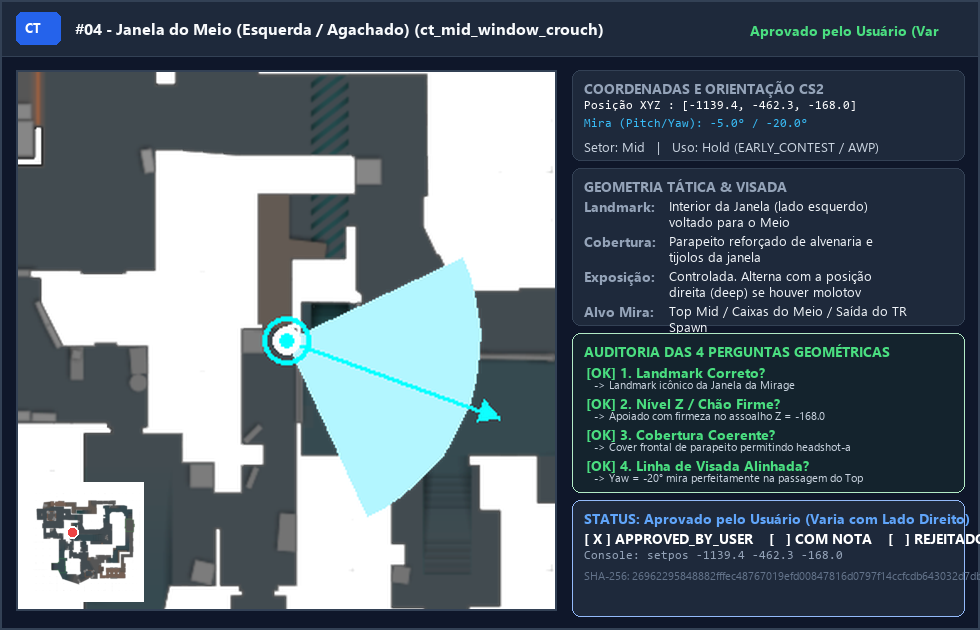 CT
#04 - Janela do Meio (Esquerda / Agachado) (ct_mid_window_crouch)
Aprovado pelo Usuário (Var
COORDENADAS E ORIENTAÇÃO CS2
Posição XYZ : [-1139.4, -462.3, -168.0]
Mira (Pitch/Yaw): -5.0° / -20.0°
Setor: Mid | Uso: Hold (EARLY_CONTEST / AWP)
GEOMETRIA TÁTICA & VISADA
Landmark: Interior da Janela (lado esquerdo)
voltado para o Meio
Cobertura: Parapeito reforçado de alvenaria e
tijolos da janela
Exposição: Controlada. Alterna com a posição
direita (deep) se houver molotov
Alvo Mira: Top Mid / Caixas do Meio / Saída do TR
Spawn
AUDITORIA DAS 4 PERGUNTAS GEOMÉTRICAS
[OK] 1. Landmark Correto?
-> Landmark icônico da Janela da Mirage
[OK] 2. Nível Z / Chão Firme?
-> Apoiado com firmeza no assoalho Z = -168.0
[OK] 3. Cobertura Coerente?
-> Cover frontal de parapeito permitindo headshot-a
[OK] 4. Linha de Visada Alinhada?
-> Yaw = -20° mira perfeitamente na passagem do Top
STATUS: Aprovado pelo Usuário (Varia com Lado Direito)
[ X ] APPROVED_BY_USER [ ] COM NOTA [ ] REJEITADO
Console: setpos -1139.4 -462.3 -168.0
SHA-256: 26962295848882fffec48767019efd00847816d0797f14ccfcdb643032d7db